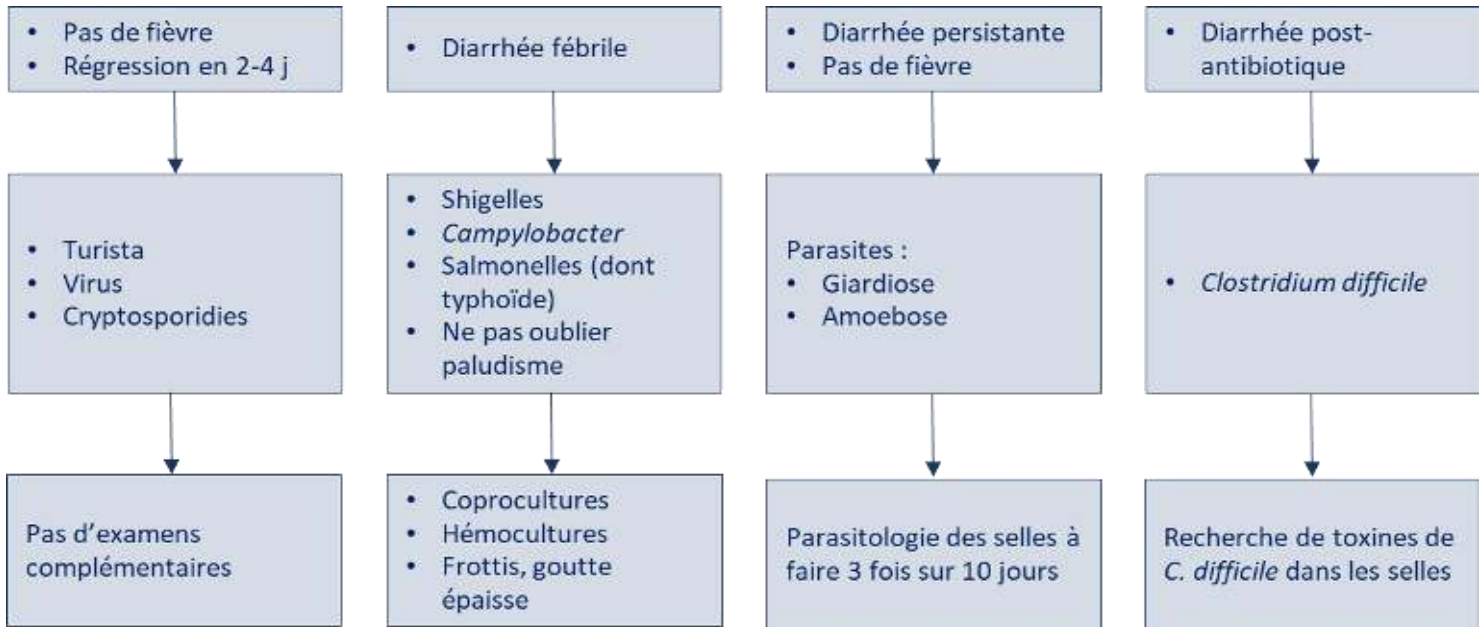 • Pas de fièvre
• Régression en 2-4 j
• Turista
• Virus
• Cryptosporidies
Pas d'examens
complémentaires
• Diarrhée fébrile
• Shigelles
• Campylobacter
• Salmonelles (dont
typhoïde)
• Ne pas oublier
paludisme
• Coprocultures
• Hémocultures
• Frottis, goutte
épaisse
• Diarrhée persistante
• Pas de fièvre
Parasites :
• Giardiose
• Amoebose
Parasitologie des selles à
faire 3 fois sur 10 jours
• Diarrhée post-
antibiotique
• Clostridium difficile
Recherche de toxines de
C. difficile dans les selles